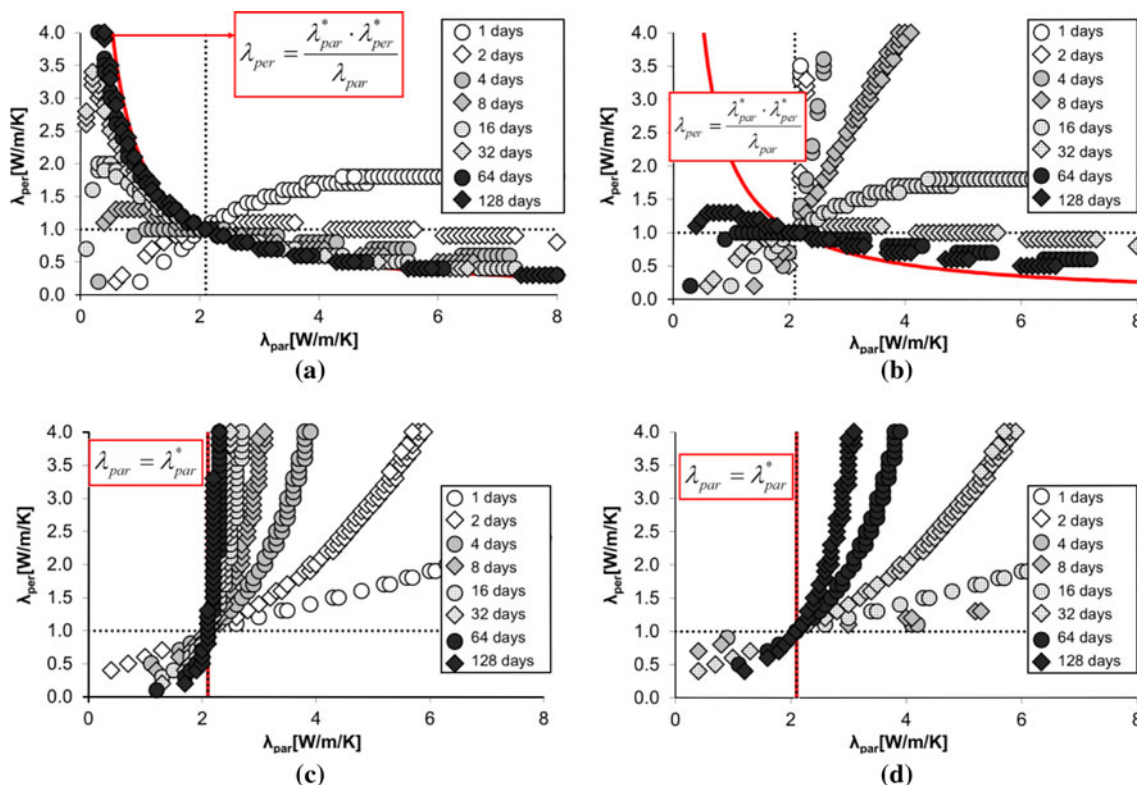 4.0
3.5
3.0
2.5
2.0
1.5
1.0
0.5
0.0
λper[W/m/K]
λper = λ*par · λ*per / λpar
1 days
2 days
4 days
8 days
16 days
32 days
64 days
128 days
0 2 4 6 8
λpar[W/m/K]
(a)
4.0
3.5
3.0
2.5
2.0
1.5
1.0
0.5
0.0
λper[W/m/K]
λper = λ*par · λ*per / λpar
1 days
2 days
4 days
8 days
16 days
32 days
64 days
128 days
0 2 4 6 8
λpar[W/m/K]
(b)
4.0
3.5
3.0
2.5
2.0
1.5
1.0
0.5
0.0
λper[W/m/K]
λpar = λ*par
1 days
2 days
4 days
8 days
16 days
32 days
64 days
128 days
0 2 4 6 8
λpar[W/m/K]
(c)
4.0
3.5
3.0
2.5
2.0
1.5
1.0
0.5
0.0
λper[W/m/K]
λpar = λ*par
1 days
2 days
4 days
8 days
16 days
32 days
64 days
128 days
0 2 4 6 8
λpar[W/m/K]
(d)